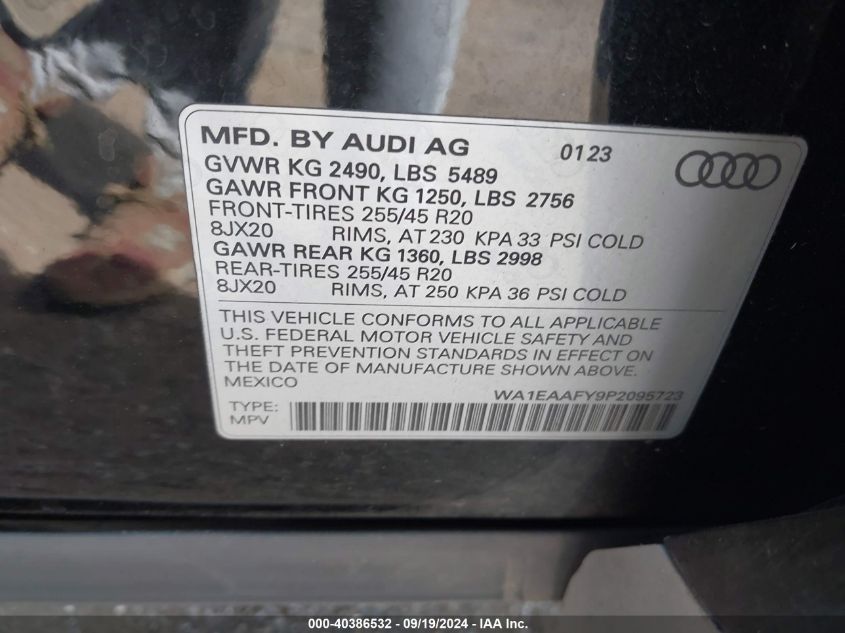 MFD. BY AUDI AG 0123
GVWR KG 2490, LBS 5489
GAWR FRONT KG 1250, LBS 2756
FRONT-TIRES 255/45 R20
8JX20 RIMS, AT 230 KPA 33 PSI COLD
GAWR REAR KG 1360, LBS 2998
REAR-TIRES 255/45 R20
8JX20 RIMS, AT 250 KPA 36 PSI COLD
THIS VEHICLE CONFORMS TO ALL APPLICABLE
U.S. FEDERAL MOTOR VEHICLE SAFETY AND
THEFT PREVENTION STANDARDS IN EFFECT ON
THE DATE OF MANUFACTURE SHOWN ABOVE.
MEXICO
WA1EAAFY9P2095723
TYPE:
MPV
000-40386532 - 09/19/2024 - IAANS - COPART USE ONLY